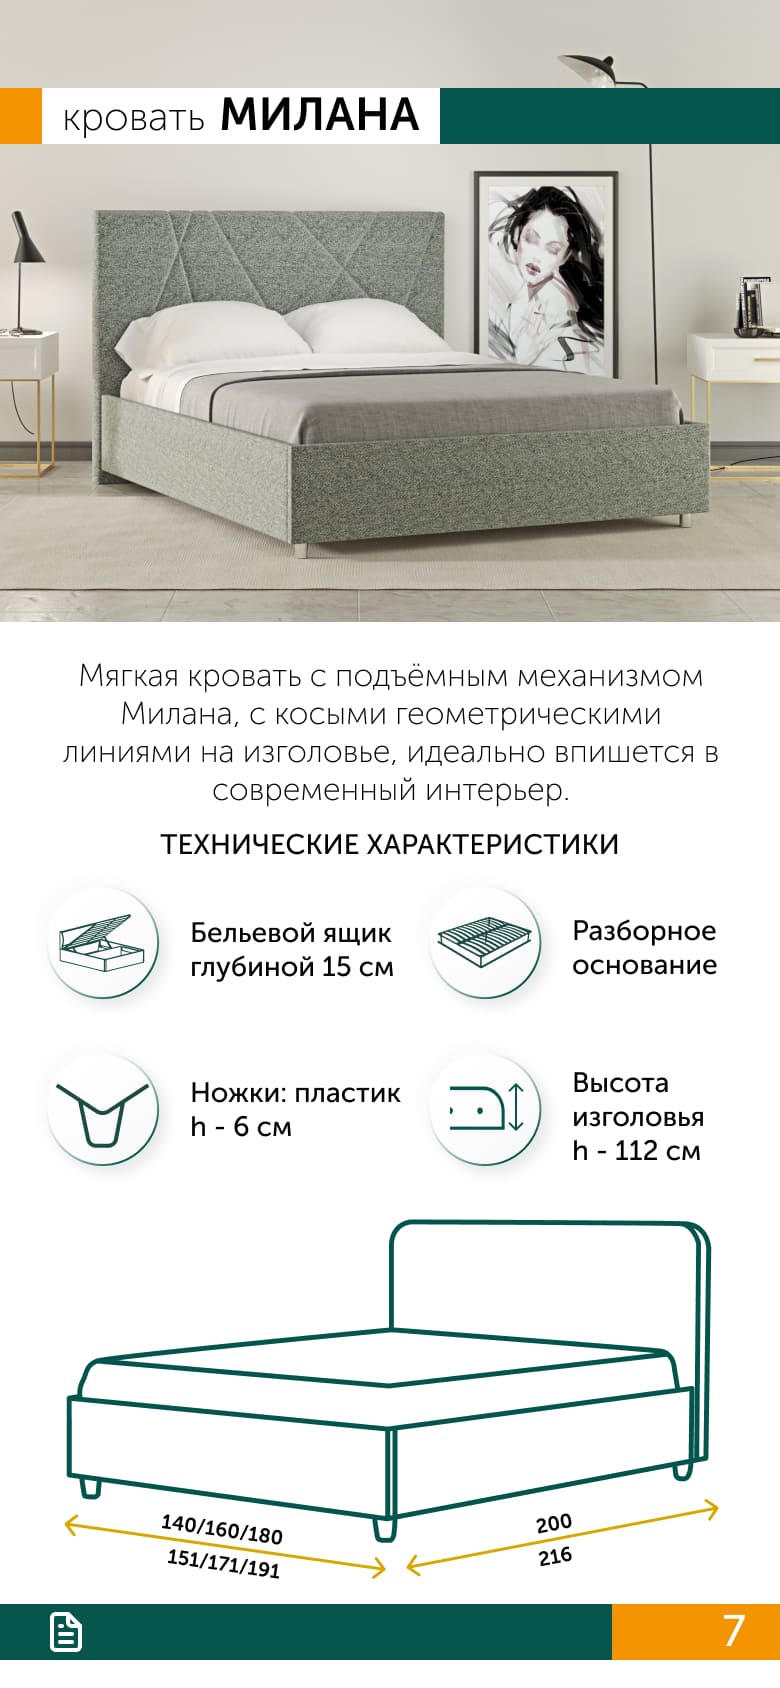 кровать МИЛАНА
Мягкая кровать с подъёмным механизмом
Милана, с косыми геометрическими
линиями на изголовье, идеально впишется в
современный интерьер.
ТЕХНИЧЕСКИЕ ХАРАКТЕРИСТИКИ
Бельевой ящик
глубиной 15 см
Разборное
основание
Ножки: пластик
h - 6 см
Высота
изголовья
h - 112 см
140/160/180
151/171/191
200
216
7